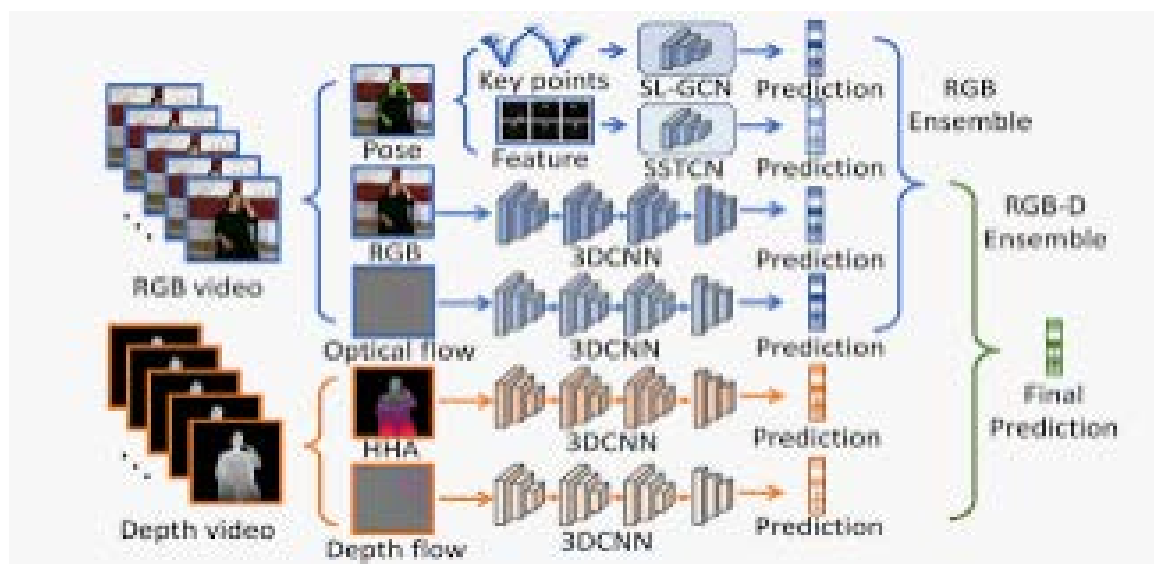 Key points
SL-GCN
Prediction
RGB
Ensemble
Pose
Feature
SSTCN
Prediction
RGB-D
Ensemble
RGB
3DCNN
Prediction
RGB video
Optical flow
3DCNN
Prediction
HHA
3DCNN
Prediction
Final
Prediction
Depth video
Depth flow
3DCNN
Prediction